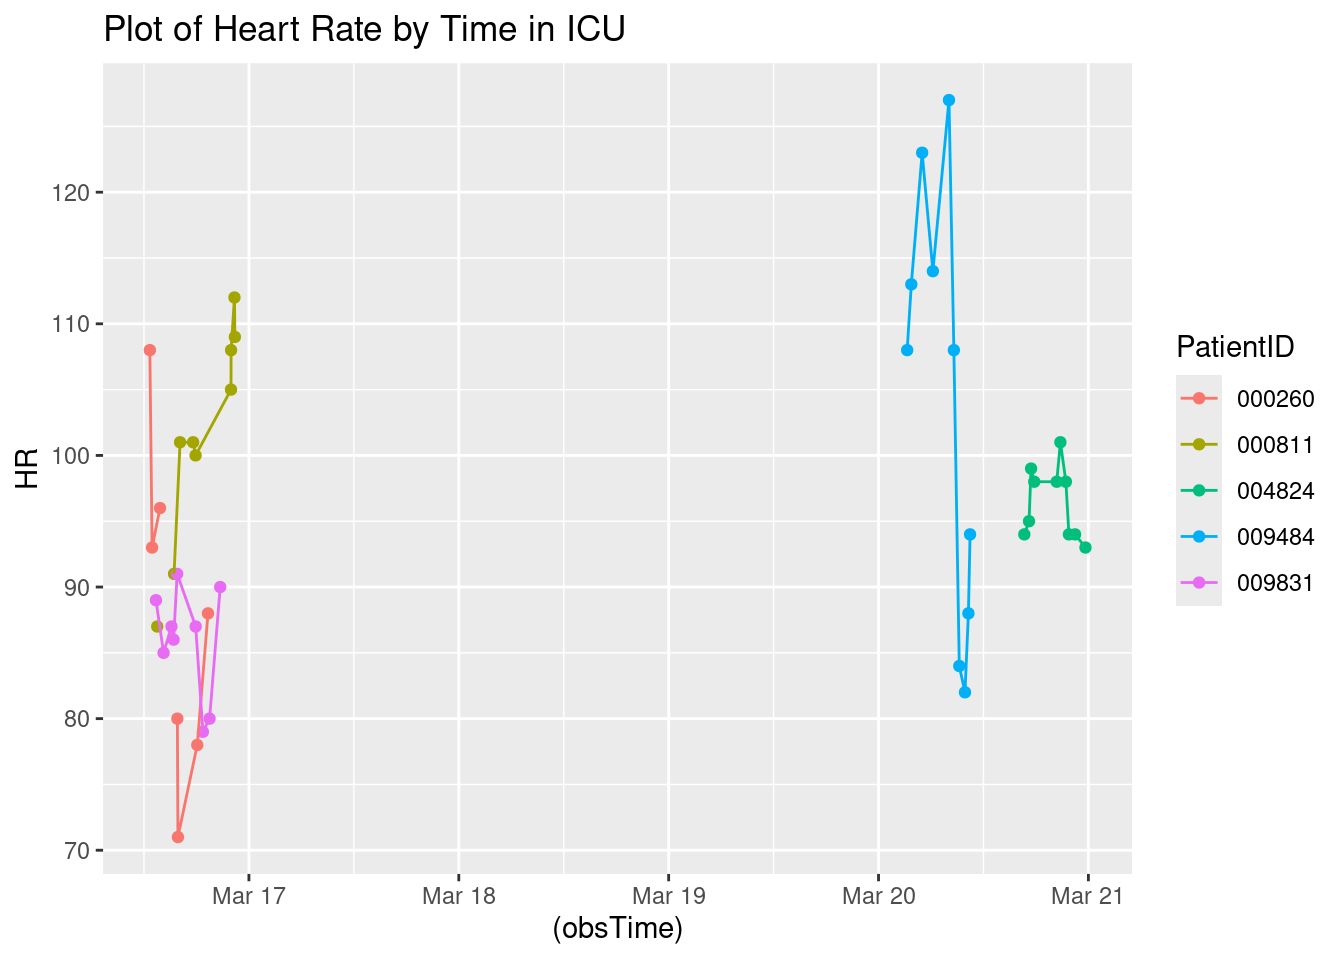 Plot of Heart Rate by Time in ICU
HR
120
110
100
90
80
70
Mar 17
Mar 18
Mar 19
Mar 20
Mar 21
(obsTime)
PatientID
000260
000811
004824
009484
009831